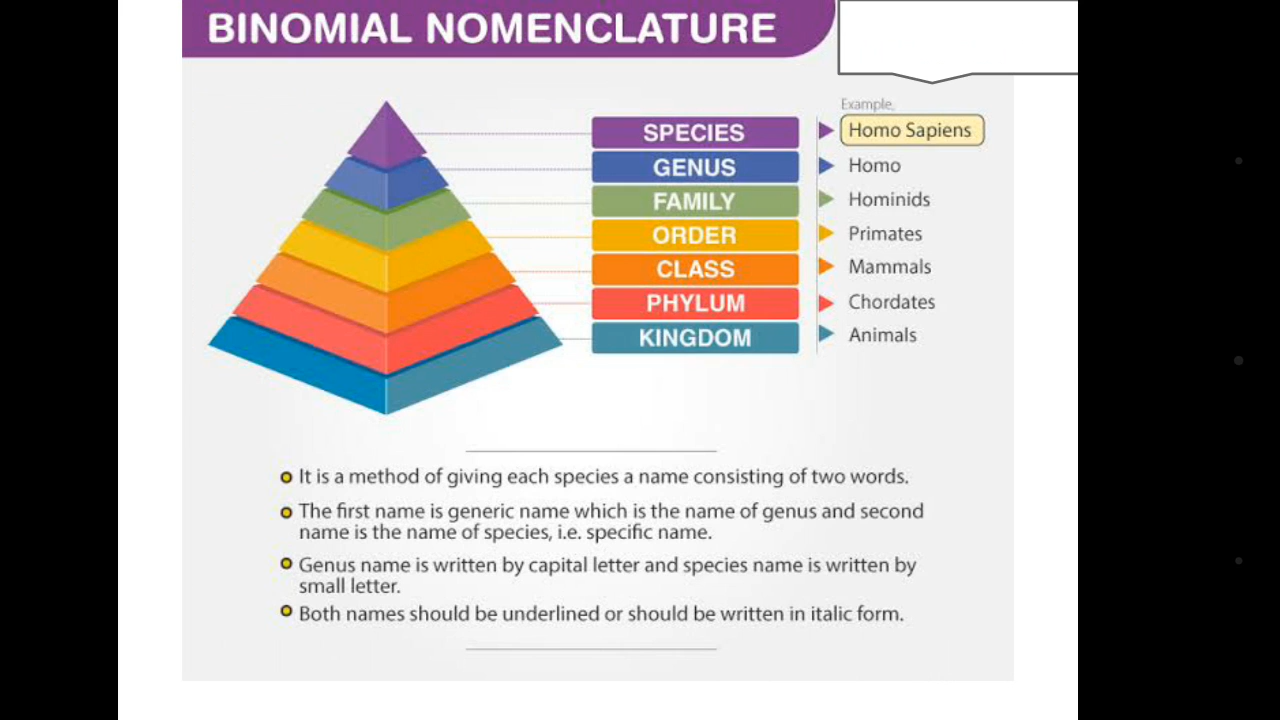 BINOMIAL NOMENCLATURE
Example,
SPECIES
Homo Sapiens
GENUS
Homo
FAMILY
Hominids
ORDER
Primates
CLASS
Mammals
PHYLUM
Chordates
KINGDOM
Animals
It is a method of giving each species a name consisting of two words.
The first name is generic name which is the name of genus and second
name is the name of species, i.e. specific name.
Genus name is written by capital letter and species name is written by
small letter.
Both names should be underlined or should be written in italic form.